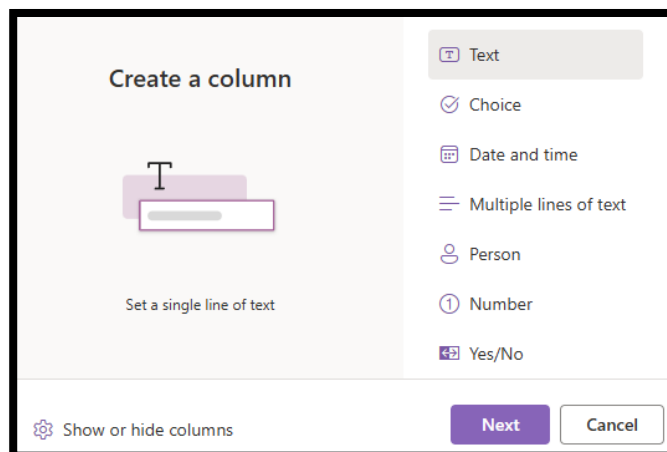 Create a column
T
Set a single line of text
T
Text
Choice
Date and time
Multiple lines of text
Person
1
Number
Yes/No
Show or hide columns
Next
Cancel